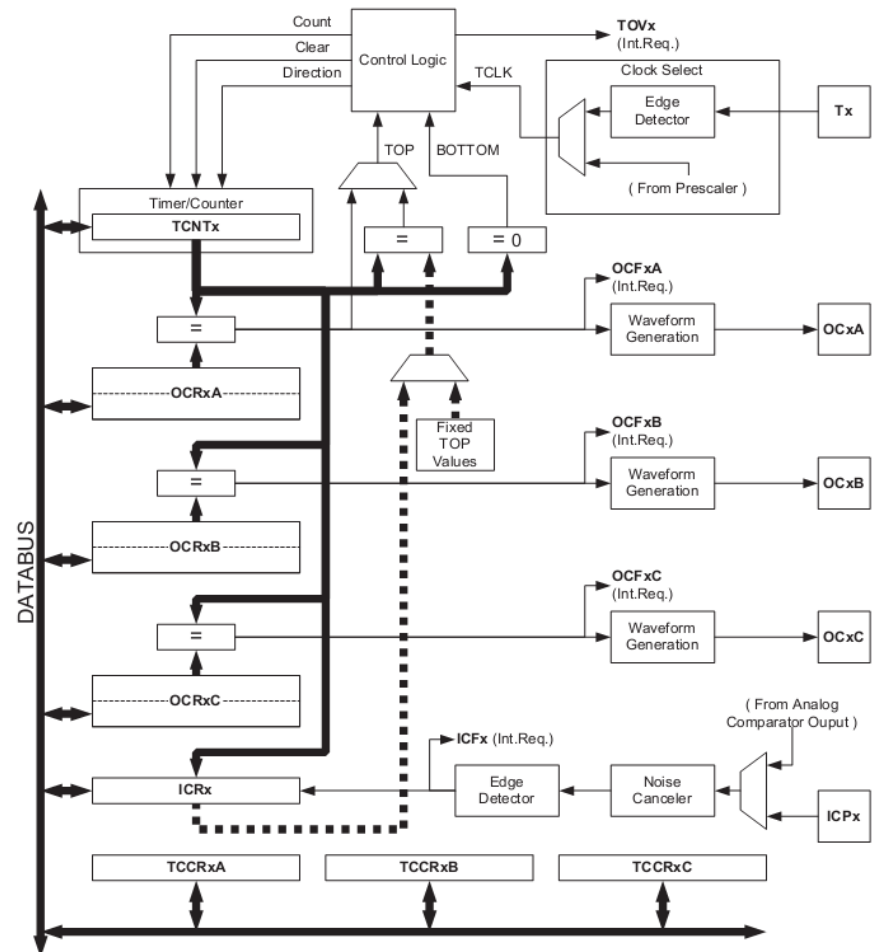 Count
Clear
Direction
Control Logic
TOVx
(Int.Req.)
TCLK
Clock Select
Edge
Detector
Tx
( From Prescaler )
TOP
BOTTOM
Timer/Counter
TCNTx
=
= 0
OCFxA
(Int.Req.)
=
Waveform
Generation
OCxA
OCRxA
Fixed
TOP
Values
OCFxB
(Int.Req.)
=
Waveform
Generation
OCxB
OCRxB
DATABUS
OCFxC
(Int.Req.)
=
Waveform
Generation
OCxC
OCRxC
( From Analog
Comparator Ouput )
ICFx (Int.Req.)
ICRx
Edge
Detector
Noise
Canceler
ICPx
TCCRxA
TCCRxB
TCCRxC